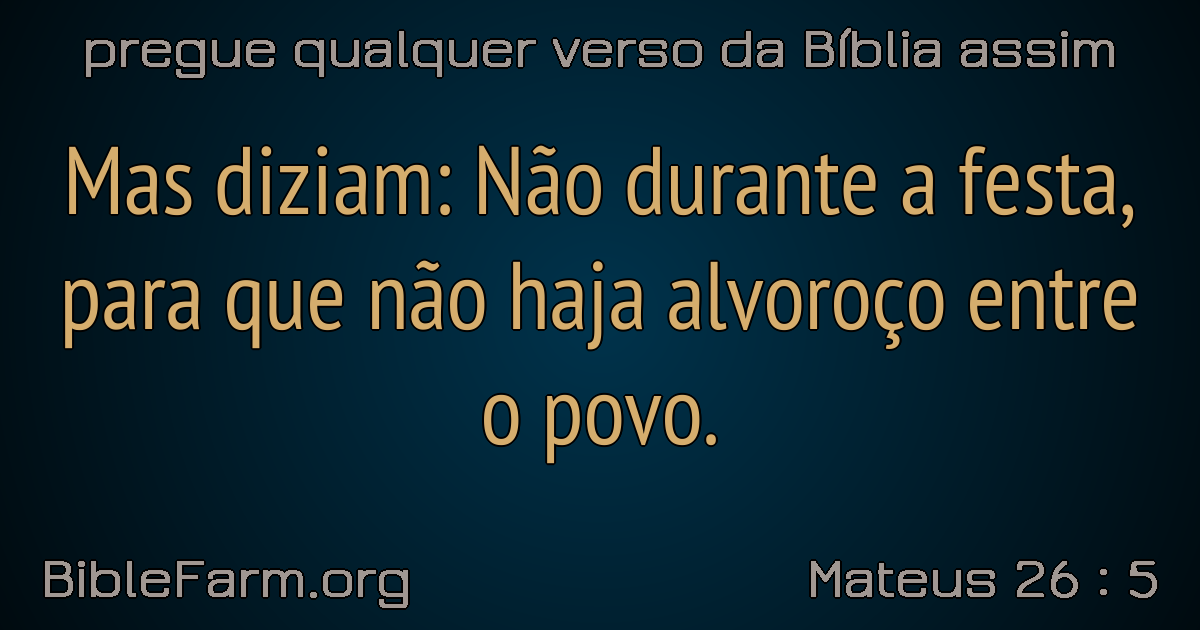 pregue qualquer verso da Bíblia assim
Mas diziam: Não durante a festa,
para que não haja alvoroço entre
o povo.
BibleFarm.org
Mateus 26 : 5